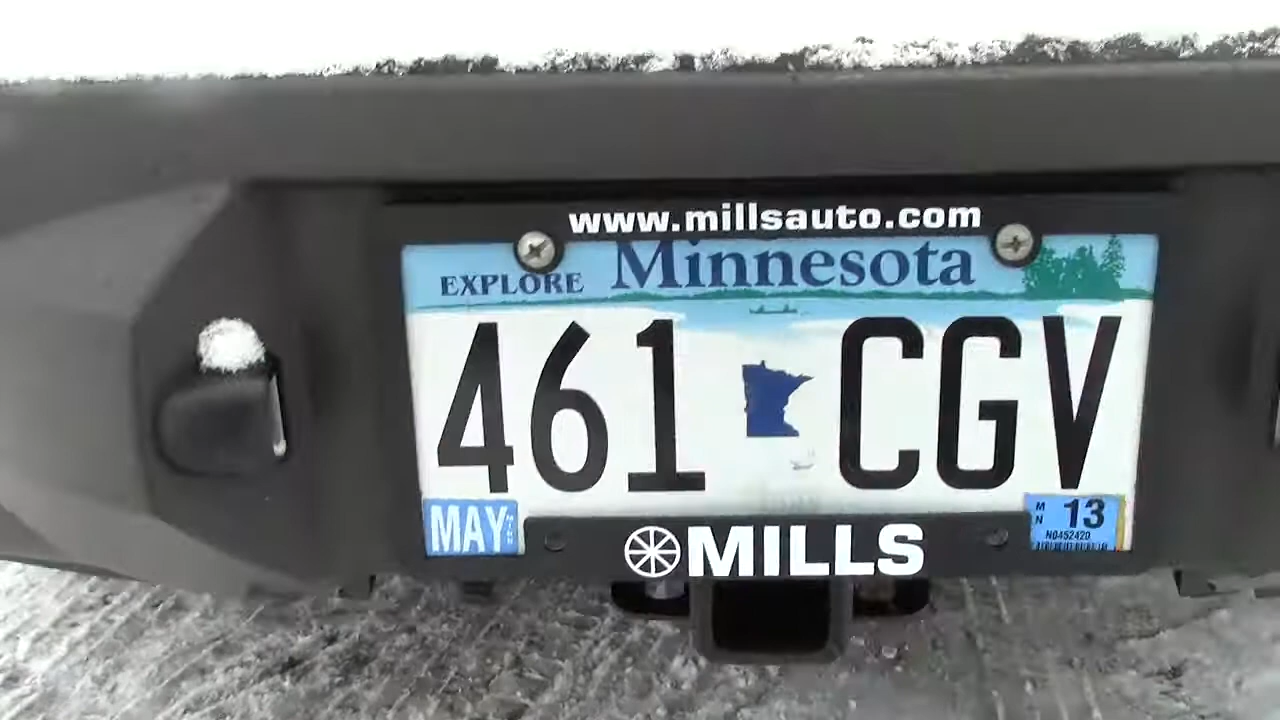 www.millsauto.com
EXPLORE Minnesota
461 CGV
MAY
MN 13
N0452420
MILLS